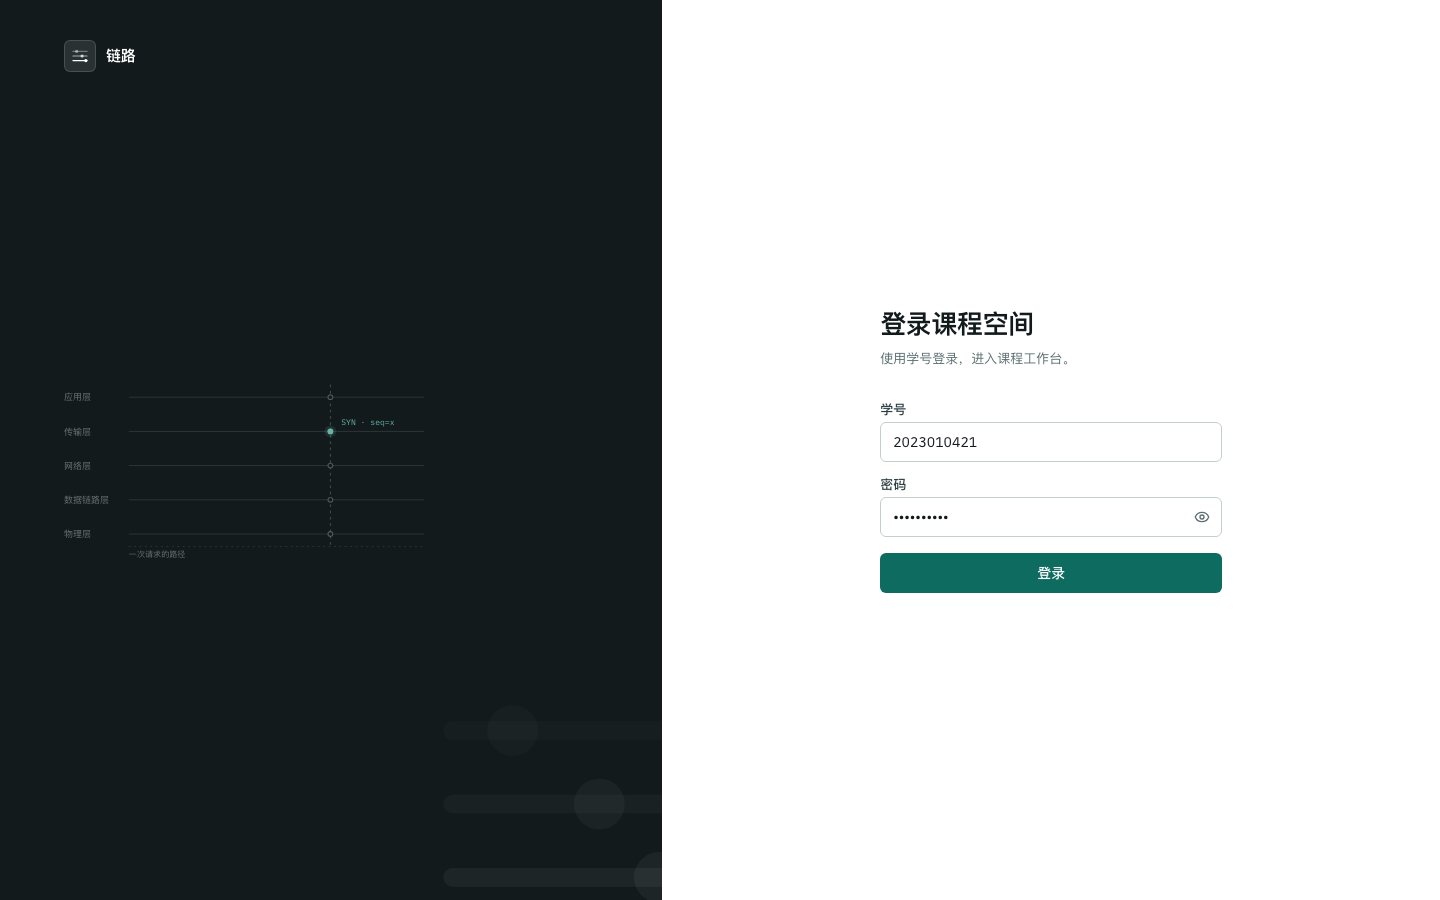 链路
应用层
SYN · seq=x
传输层
网络层
数据链路层
物理层
一次请求的路径
登录课程空间
使用学号登录，进入课程工作台。
学号
2023010421
密码
••••••••••
登录